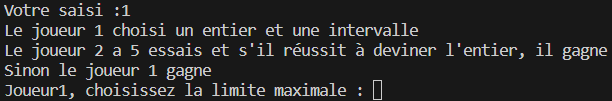 Votre saisi :1
Le joueur 1 choisi un entier et une intervalle
Le joueur 2 a 5 essais et s'il réussit à deviner l'entier, il gagne
Sinon le joueur 1 gagne
Joueur1, choisissez la limite maximale :